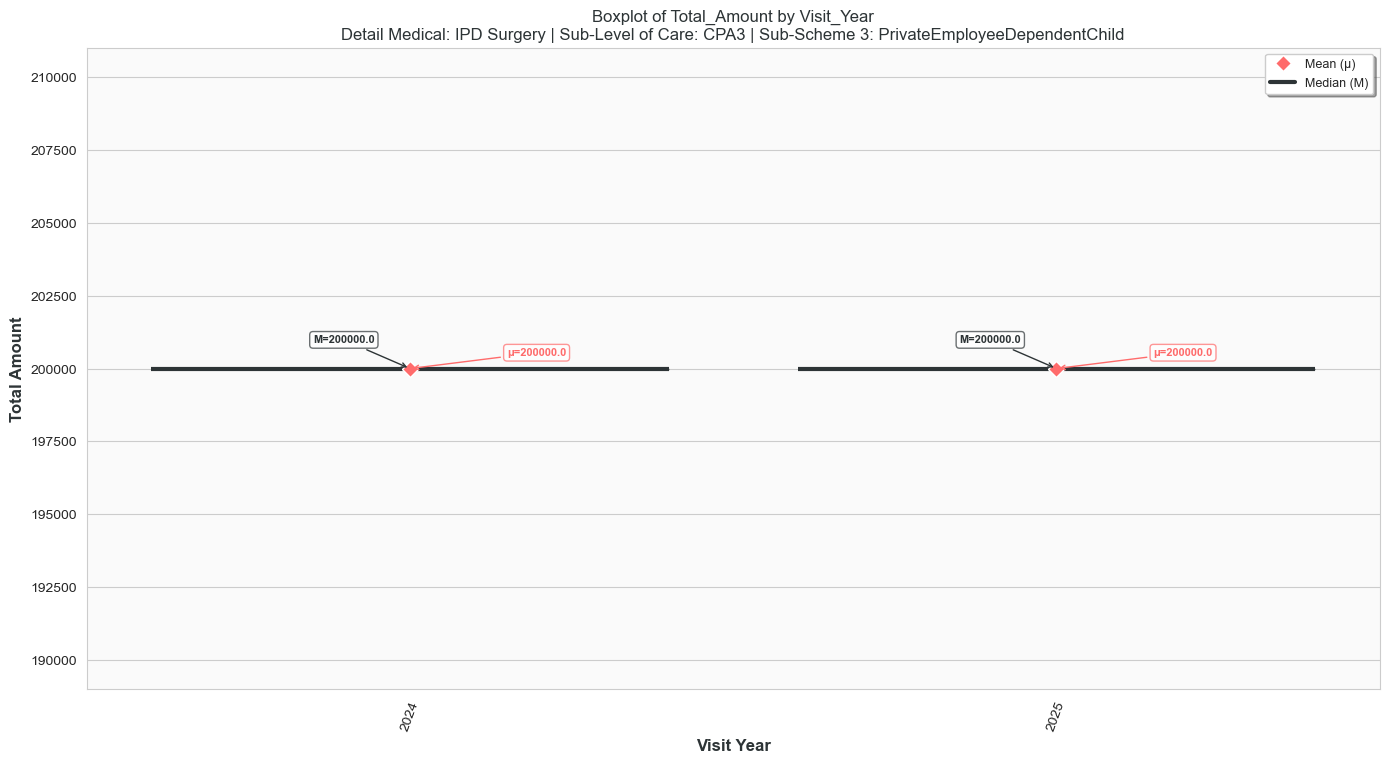 Boxplot of Total_Amount by Visit_Year
Detail Medical: IPD Surgery | Sub-Level of Care: CPA3 | Sub-Scheme 3: PrivateEmployeeDependentChild
Mean (μ)
Median (M)
210000
207500
205000
202500
200000
197500
195000
192500
190000
Total Amount
M=200000.0
μ=200000.0
M=200000.0
μ=200000.0
2024
2025
Visit Year